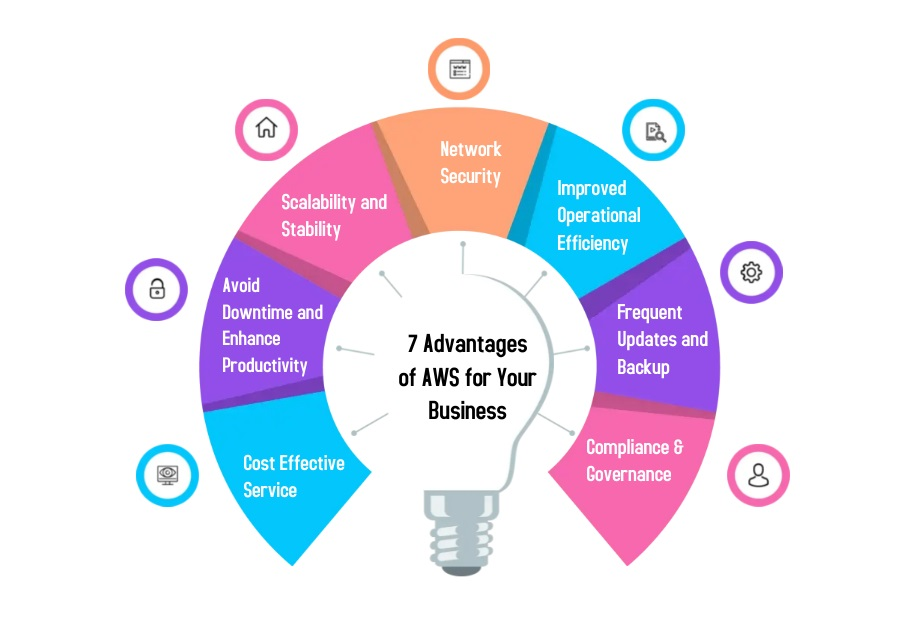 7 Advantages
of AWS for Your
Business
Cost Effective
Service
Avoid
Downtime and
Enhance
Productivity
Scalability and
Stability
Network
Security
Improved
Operational
Efficiency
Frequent
Updates and
Backup
Compliance &
Governance